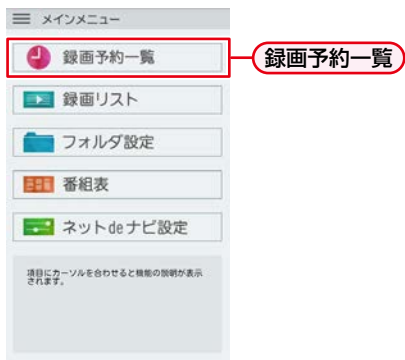 メインメニュー
録画予約一覧
録画予約一覧
録画リスト
フォルダ設定
番組表
ネットdeナビ設定
項目にカーソルを合わせると機能の説明が表示
されます。